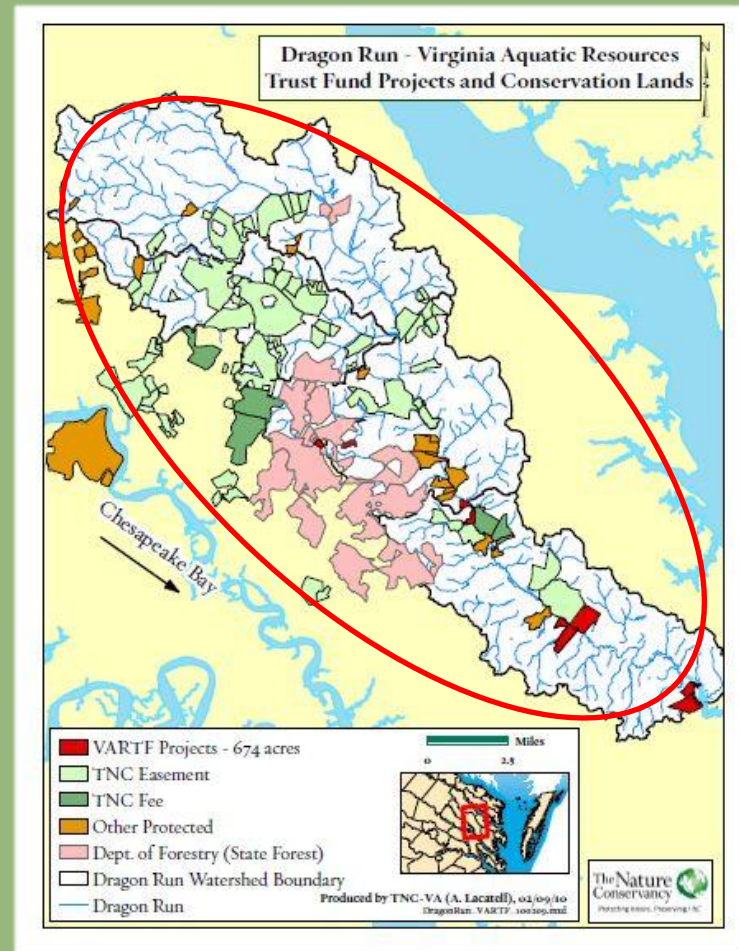 Dragon Run - Virginia Aquatic Resources
Trust Fund Projects and Conservation Lands
N
Chesapeake Bay
VARTF Projects - 674 acres
TNC Easement
TNC Fee
Other Protected
Dept. of Forestry (State Forest)
Dragon Run Watershed Boundary
Dragon Run
Miles
0 2.5
Produced by TNC-VA (A. Lacatell), 02/09/10
The Nature
Conservancy